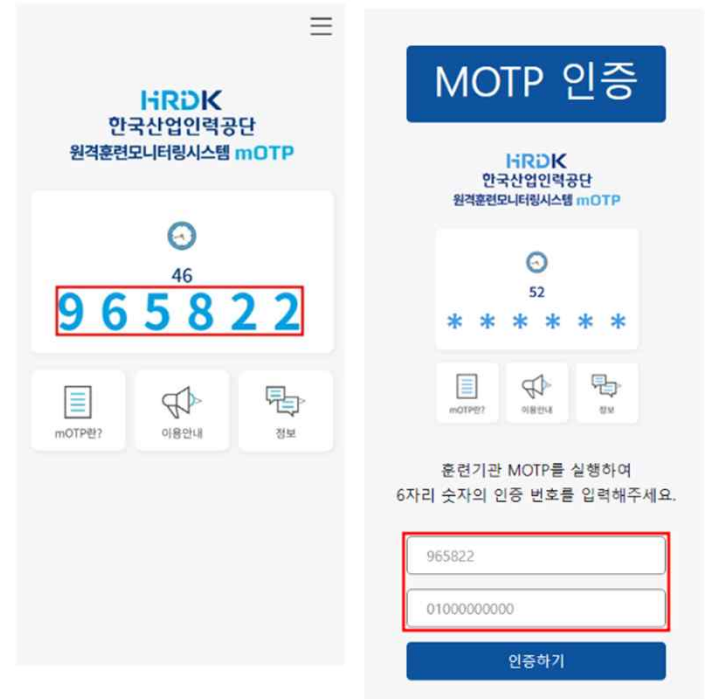 HRDK
한국산업인력공단
원격훈련모니터링시스템 mOTP
46
965822
mOTP란?
이용안내
정보
MOTP 인증
HRDK
한국산업인력공단
원격훈련모니터링시스템 mOTP
52
* * * * * *
mOTP란?
이용안내
정보
훈련기관 MOTP를 실행하여
6자리 숫자의 인증 번호를 입력해주세요.
965822
01000000000
인증하기